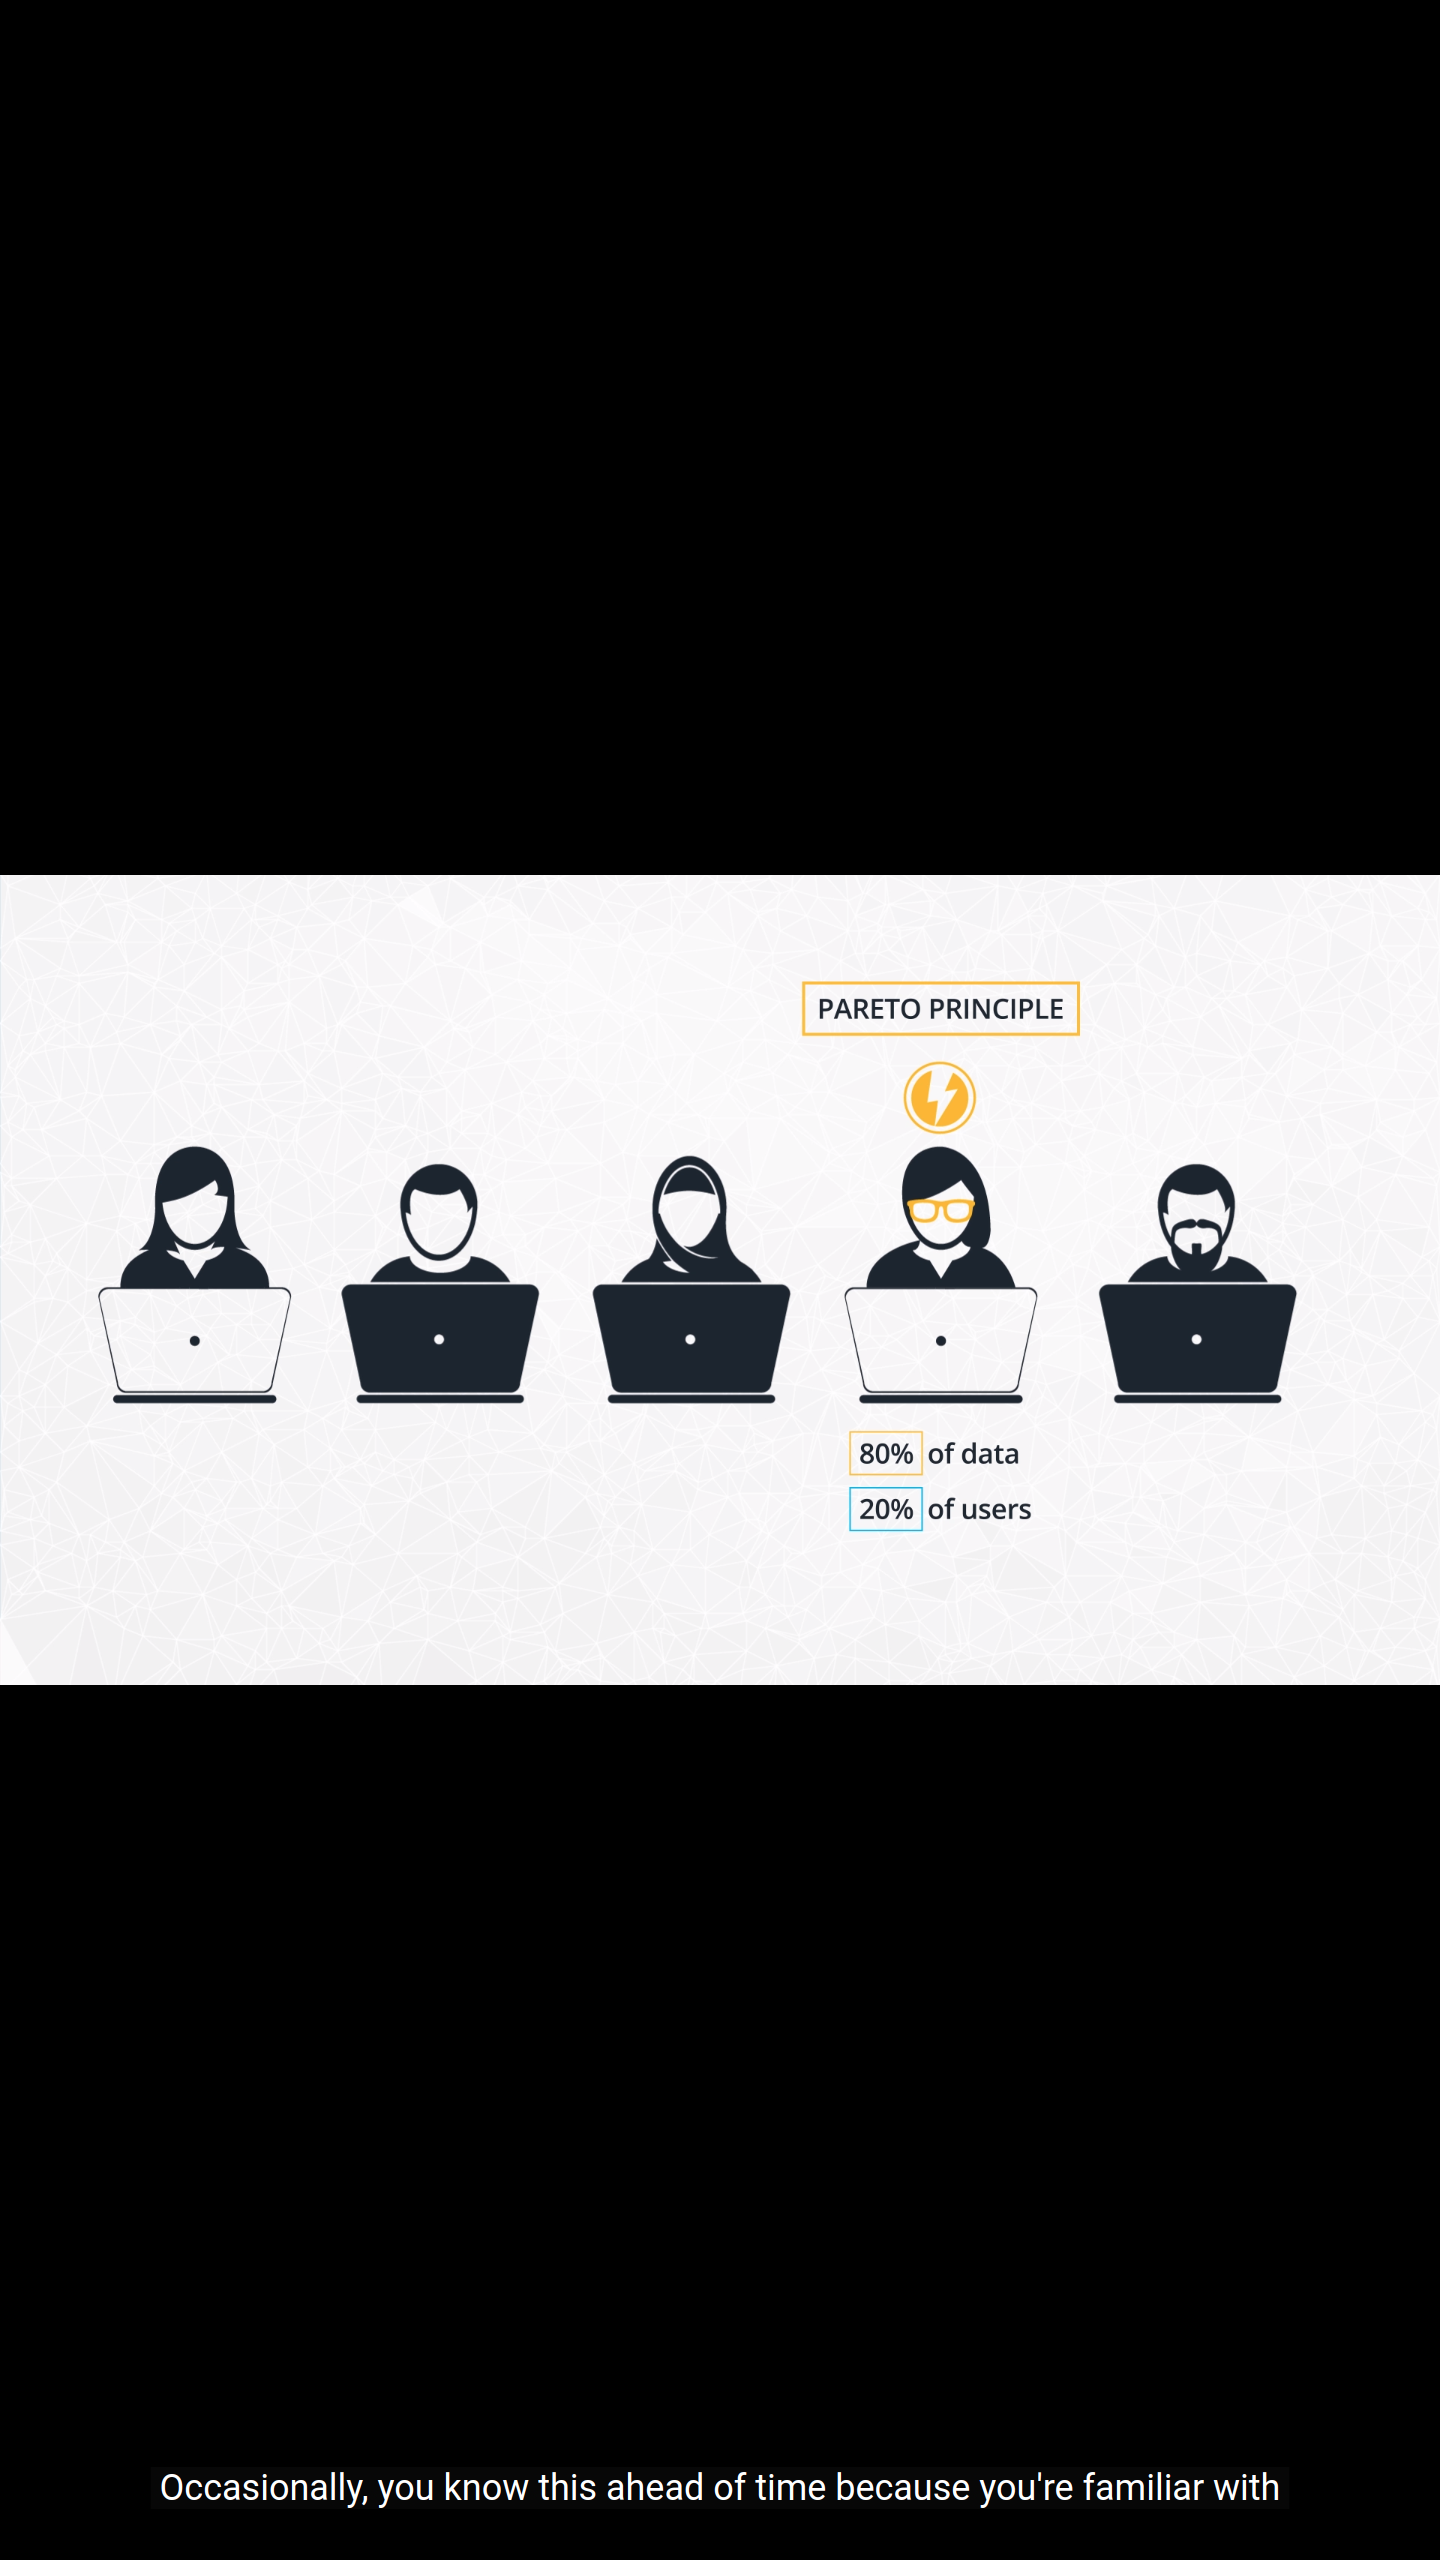 PARETO PRINCIPLE
80% of data
20% of users
Occasionally, you know this ahead of time because you're familiar with